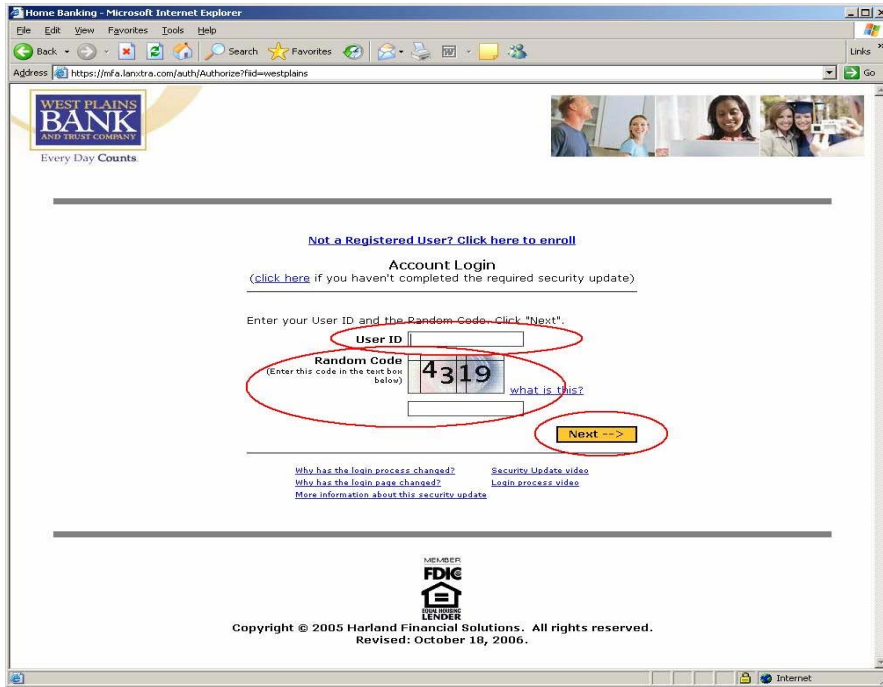 Home Banking - Microsoft Internet Explorer
File Edit View Favorites Tools Help
Back Search Favorites Links »
Address https://mfa.lanxtra.com/auth/Authorize?fiid=westplains Go
WEST PLAINS
BANK
AND TRUST COMPANY
Every Day Counts.
Not a Registered User? Click here to enroll
Account Login
(click here if you haven't completed the required security update)
Enter your User ID and the Random Code. Click "Next".
User ID
Random Code
(Enter this code in the text box
below)
4319
what is this?
Next -->
Why has the login process changed? Security Update video
Why has the login page changed? Login process video
More information about this security update
MEMBER
FDIC
EQUAL HOUSING
LENDER
Copyright © 2005 Harland Financial Solutions. All rights reserved.
Revised: October 18, 2006.
Internet